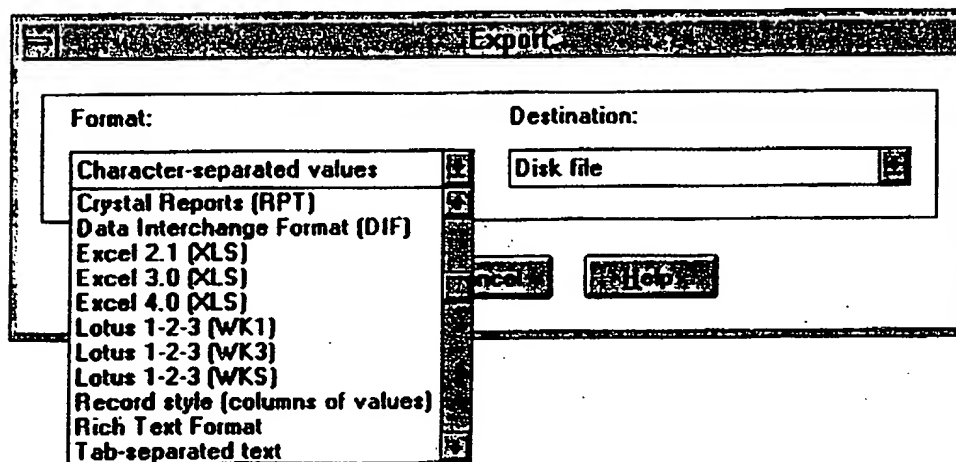 Export
Format:
Destination:
Character-separated values
Disk file
Crystal Reports (RPT)
Data Interchange Format (DIF)
Excel 2.1 (XLS)
Excel 3.0 (XLS)
Excel 4.0 (XLS)
ncel
Help
Lotus 1-2-3 (WK1)
Lotus 1-2-3 (WK3)
Lotus 1-2-3 (WKS)
Record style (columns of values)
Rich Text Format
Tab-separated text